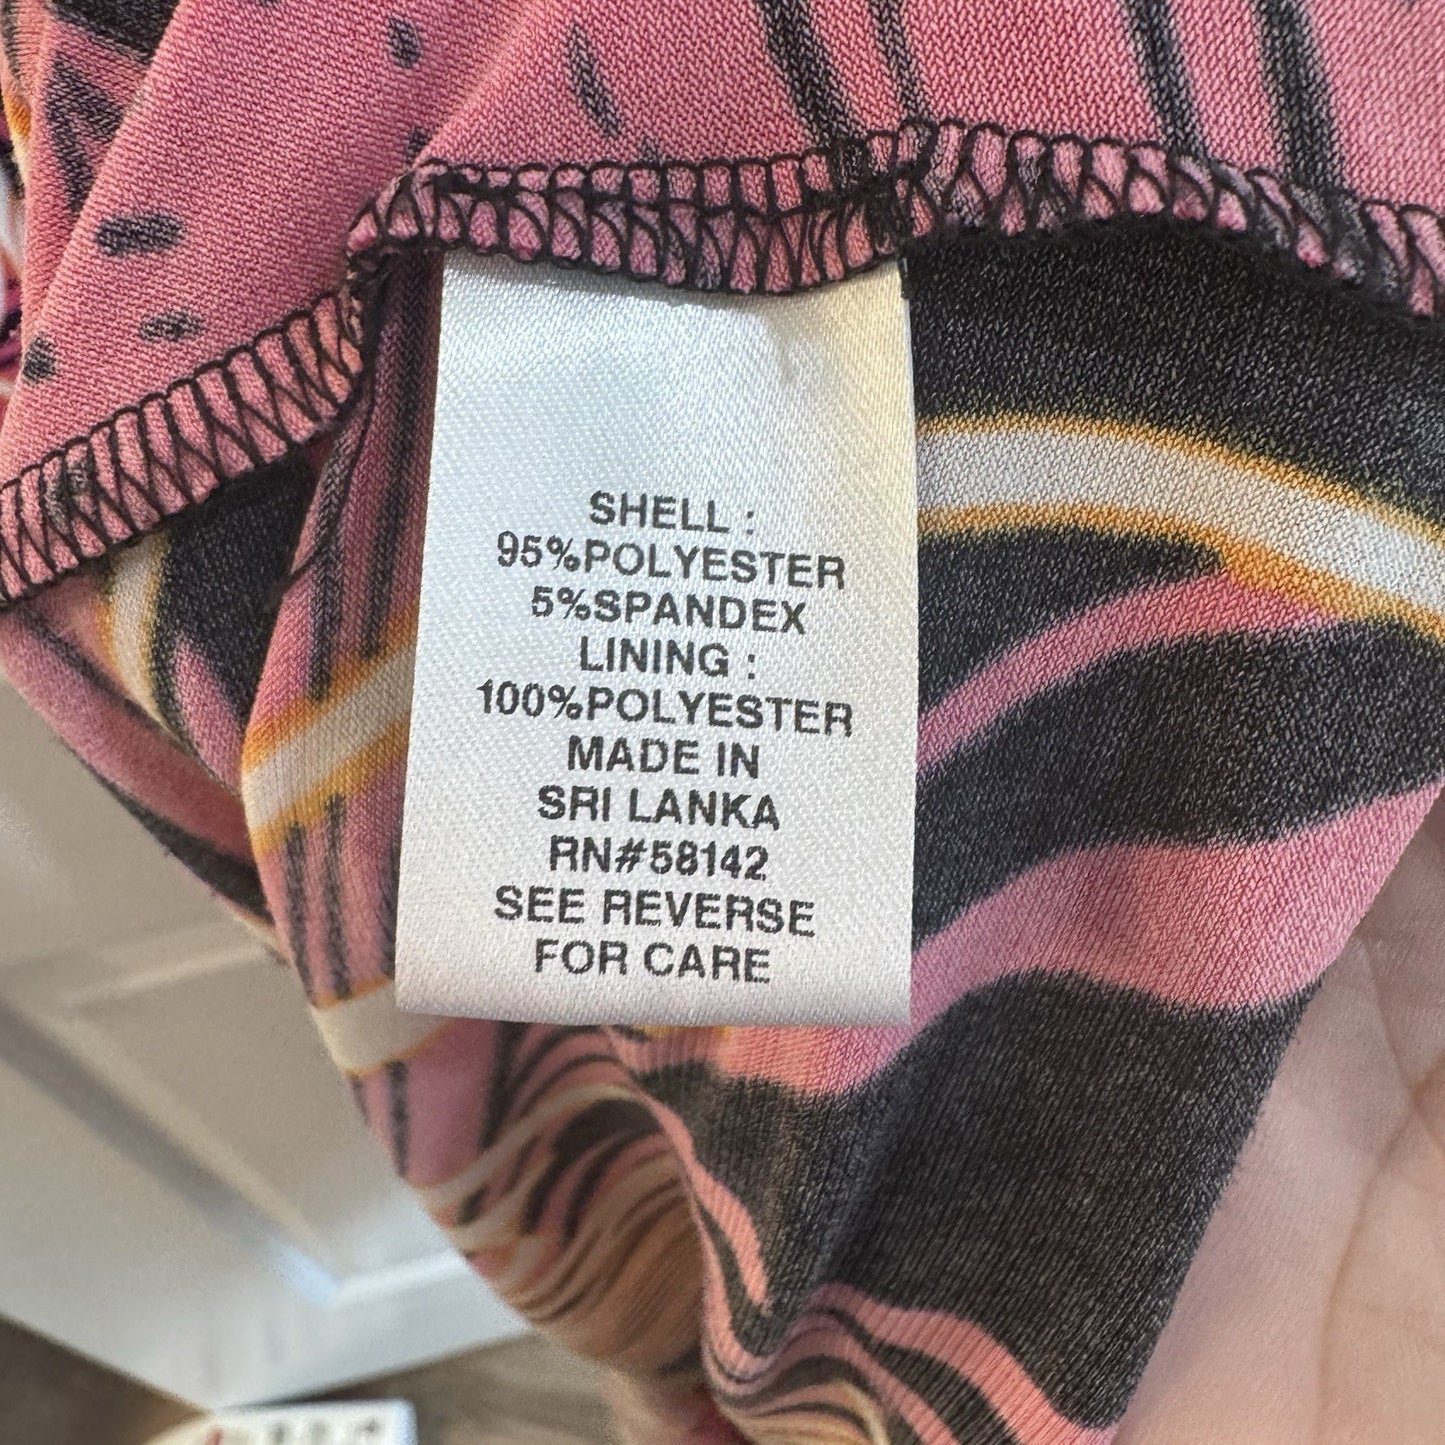 SHELL :
95%POLYESTER
5%SPANDEX
LINING :
100%POLYESTER
MADE IN
SRI LANKA
RN#58142
SEE REVERSE
FOR CARE